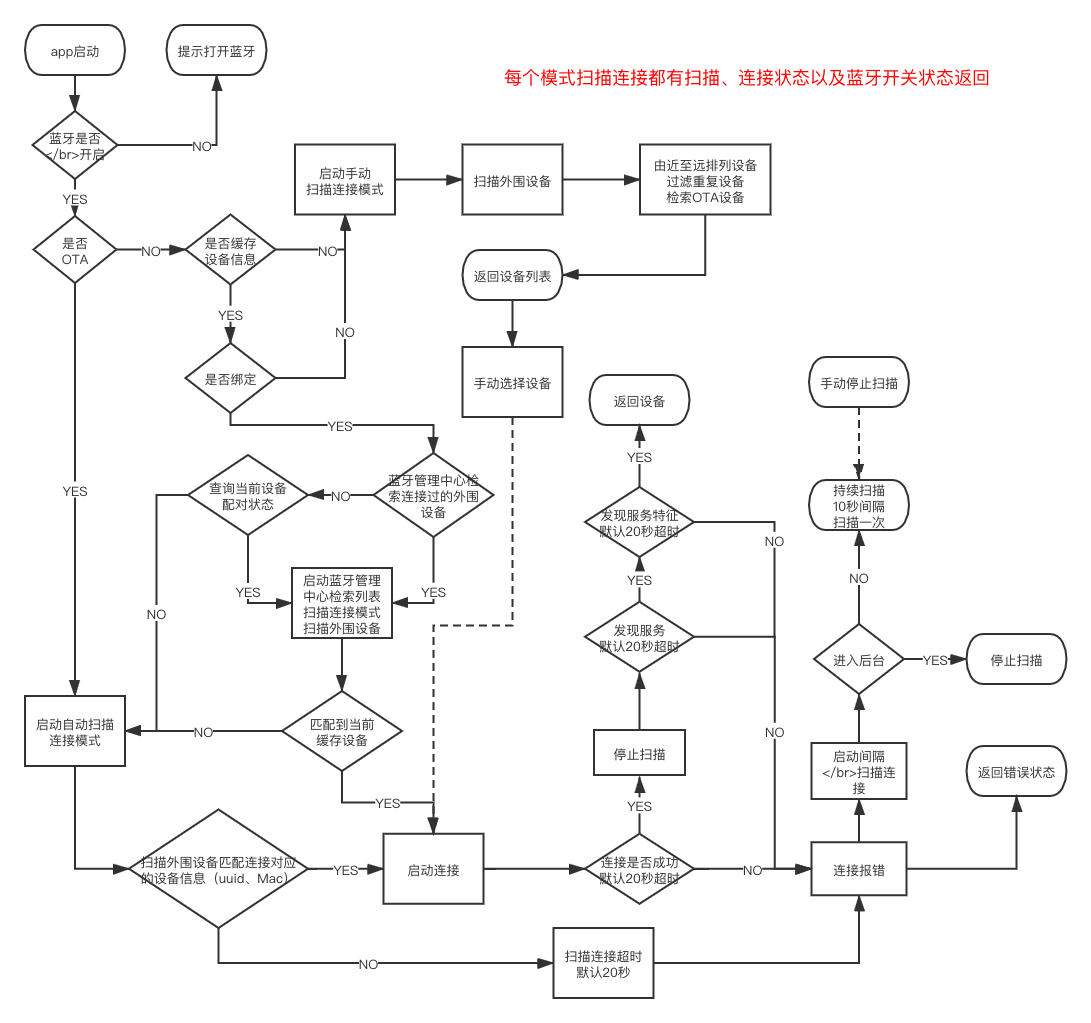 app启动
提示打开蓝牙
每个模式扫描连接都有扫描、连接状态以及蓝牙开关状态返回
蓝牙是否
</br>开启
NO
YES
启动手动
扫描连接模式
扫描外围设备
由近至远排列设备
过滤重复设备
检索OTA设备
是否
OTA
NO
是否缓存
设备信息
NO
返回设备列表
YES
NO
是否绑定
手动选择设备
手动停止扫描
返回设备
YES
YES
蓝牙管理中心检
索连接过的外围
设备
NO
查询当前设备
配对状态
YES
持续扫描
10秒间隔
扫描一次
发现服务特征
默认20秒超时
NO
YES
NO
启动蓝牙管理
中心检索列表
扫描连接模式
扫描外围设备
YES
YES
NO
发现服务
默认20秒超时
进入后台
YES
停止扫描
启动自动扫描
连接模式
NO
匹配到当前
缓存设备
NO
停止扫描
启动间隔
</br>扫描连
接
返回错误状态
YES
YES
扫描外围设备匹配连接对应
的设备信息（uuid、Mac）
YES
启动连接
连接是否成功
默认20秒超时
NO
连接报错
NO
扫描连接超时
默认20秒